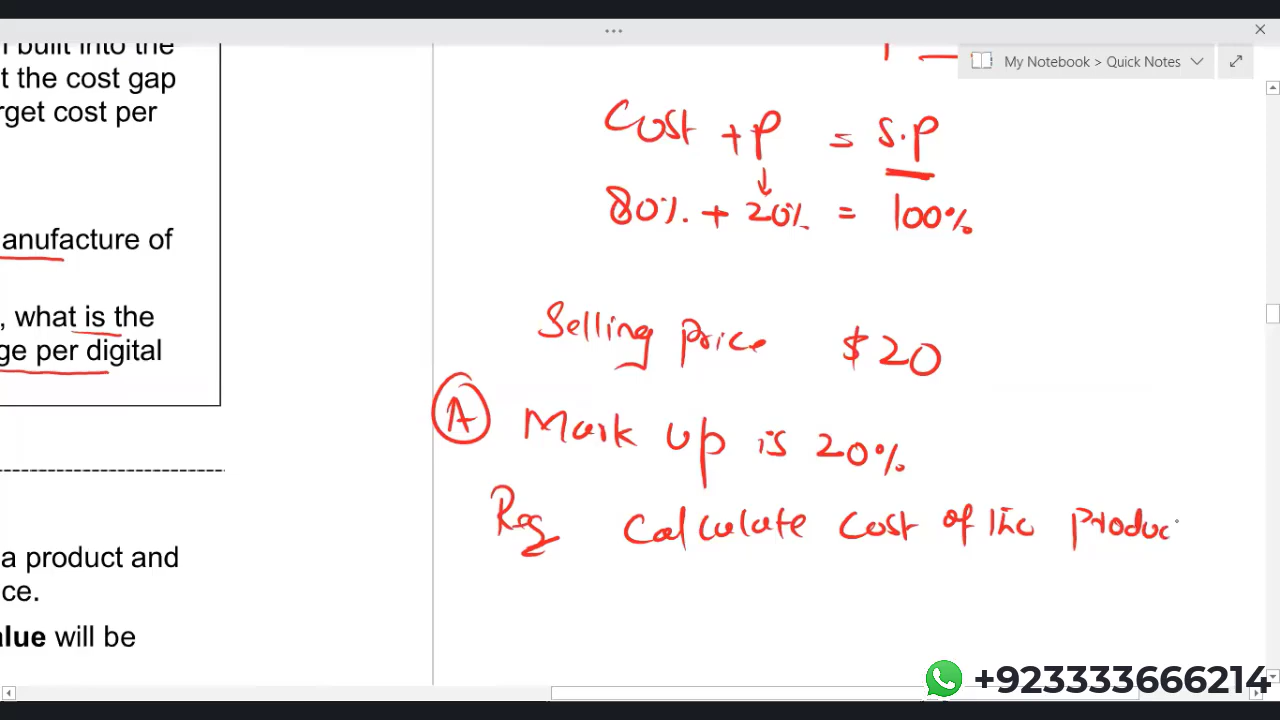 built into the
t the cost gap
rget cost per
anufacture of
, what is the
ge per digital
a product and
ce.
alue will be
My Notebook > Quick Notes
Cost + P = S.P
80% + 20% = 100%
Selling price $20
A Mark up is 20%
Req Calculate cost of the produc
+923333666214